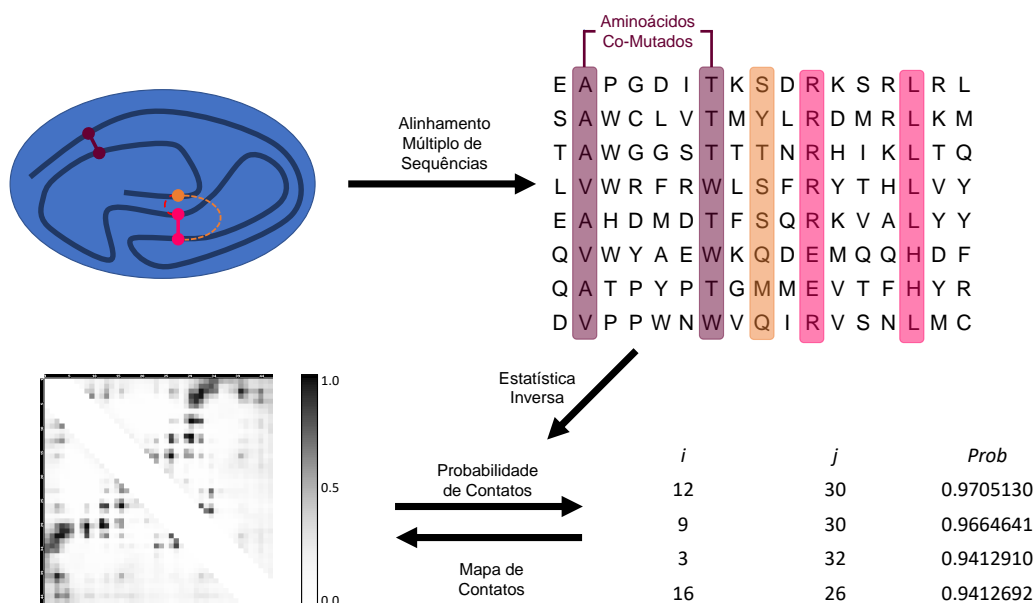 Aminoácidos
Co-Mutados
Alinhamento
Múltiplo de
Sequências
E A P G D I T K S D R K S R L R L
S A W C L V T M Y L R D M R L K M
T A W G G S T T T N R H I K L T Q
L V W R F R W L S F R Y T H L V Y
E A H D M D T F S Q R K V A L Y Y
Q V W Y A E W K Q D E M Q Q H D F
Q A T P Y P T G M M E V T F H Y R
D V P P W N W V Q I R V S N L M C
Estatística
Inversa
1.0
0.5
0.0
Probabilidade
de Contatos
Mapa de
Contatos
i j Prob
12 30 0.9705130
9 30 0.9664641
3 32 0.9412910
16 26 0.9412692